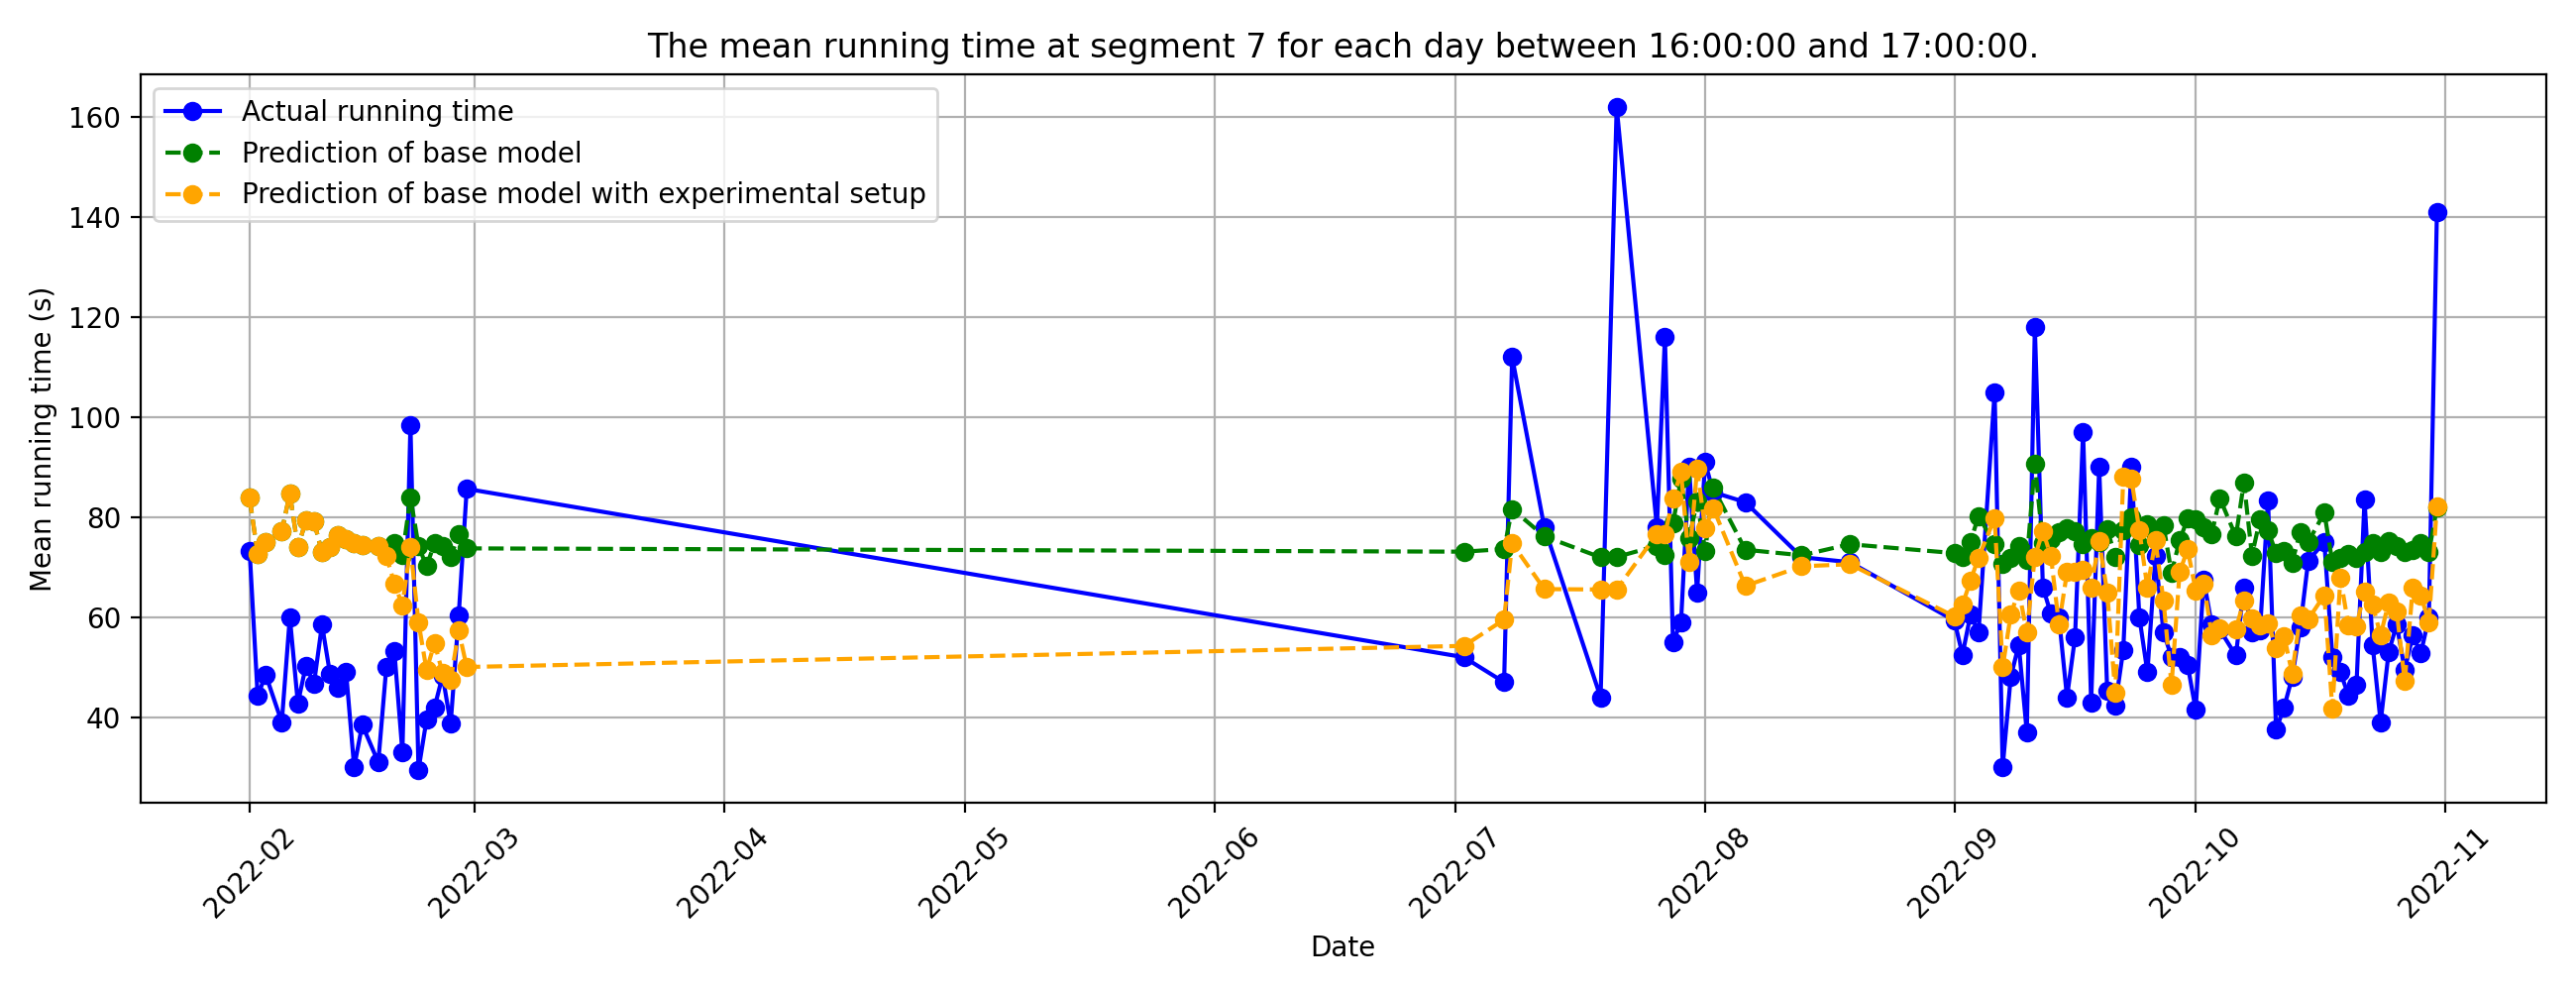 The mean running time at segment 7 for each day between 16:00:00 and 17:00:00.
Actual running time
Prediction of base model
Prediction of base model with experimental setup
Mean running time (s)
160
140
120
100
80
60
40
2022-02
2022-03
2022-04
2022-05
2022-06
2022-07
2022-08
2022-09
2022-10
2022-11
Date